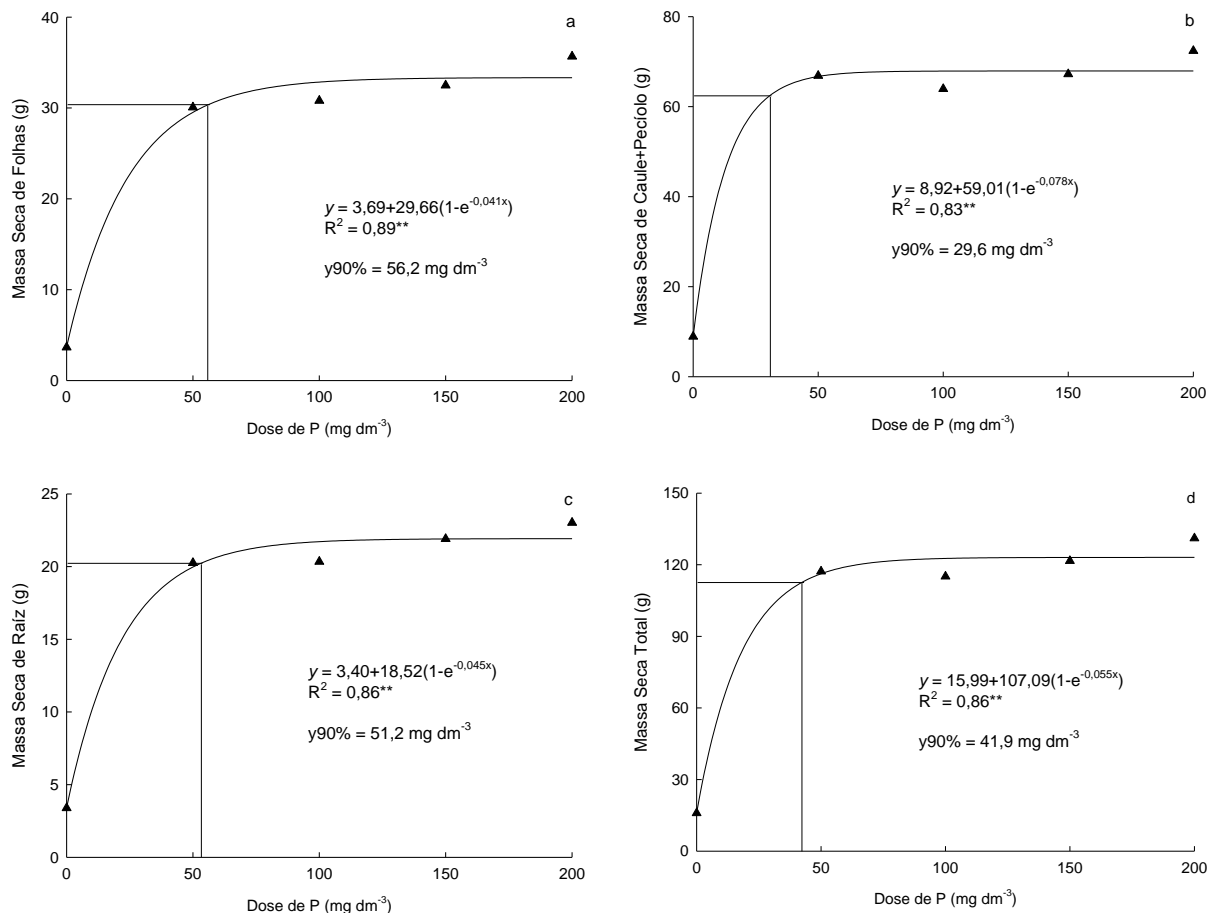 a
Massa Seca de Folhas (g)
40
30
20
10
0
y = 3,69+29,66(1-e^-0,041x)
R² = 0,89**
y90% = 56,2 mg dm⁻³
0 50 100 150 200
Dose de P (mg dm⁻³)
b
Massa Seca de Caule+Pecíolo (g)
80
60
40
20
0
y = 8,92+59,01(1-e^-0,078x)
R² = 0,83**
y90% = 29,6 mg dm⁻³
0 50 100 150 200
Dose de P (mg dm⁻³)
c
Massa Seca de Raíz (g)
25
20
15
10
5
0
y = 3,40+18,52(1-e^-0,045x)
R² = 0,86**
y90% = 51,2 mg dm⁻³
0 50 100 150 200
Dose de P (mg dm⁻³)
d
Massa Seca Total (g)
150
120
90
60
30
0
y = 15,99+107,09(1-e^-0,055x)
R² = 0,86**
y90% = 41,9 mg dm⁻³
0 50 100 150 200
Dose de P (mg dm⁻³)